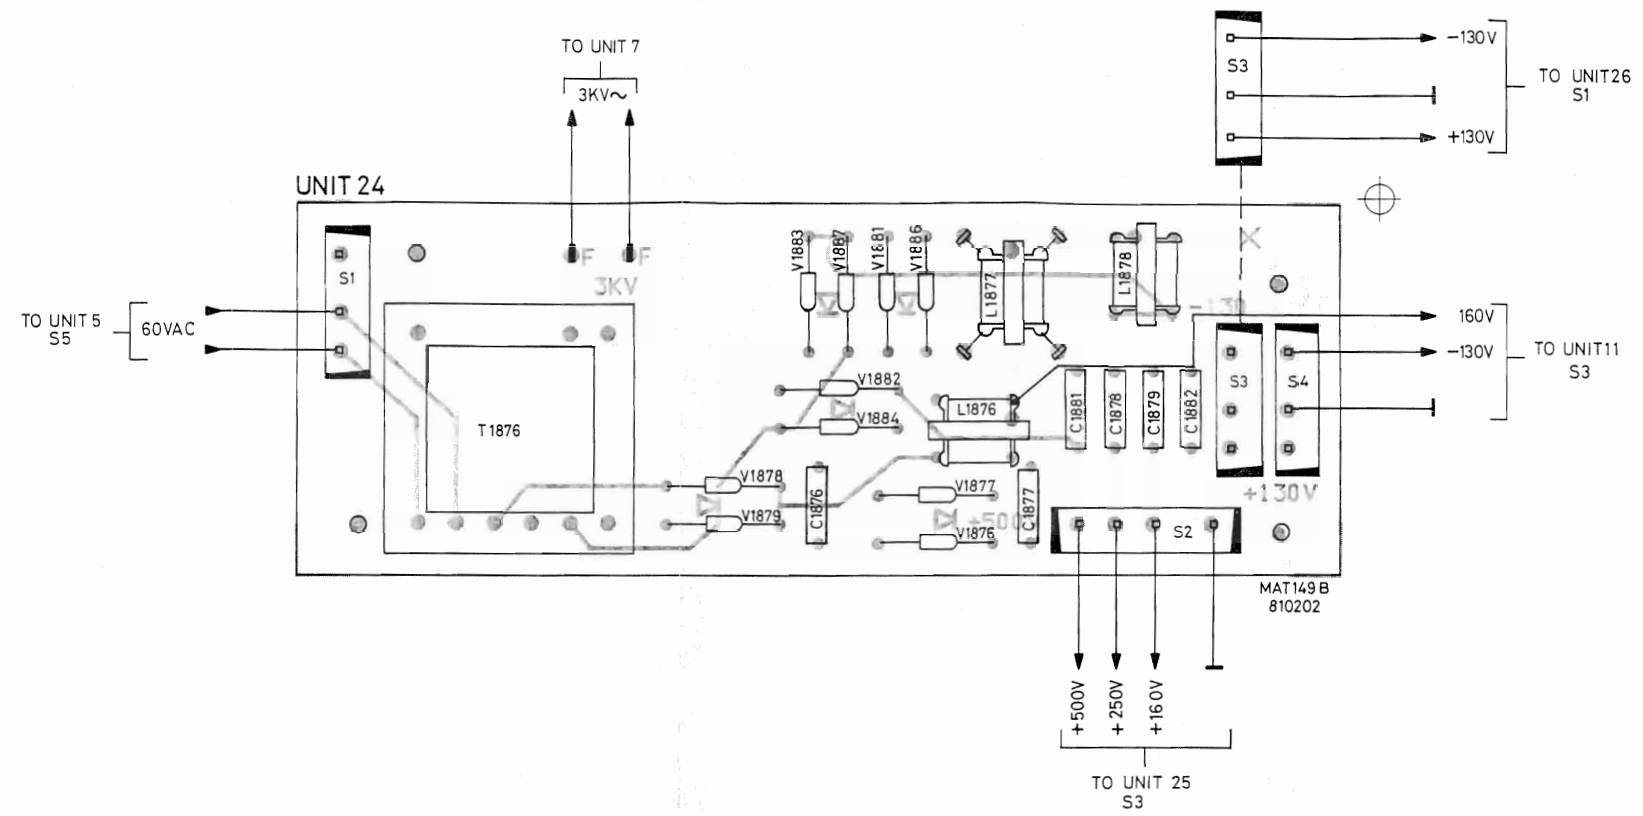 TO UNIT 7
3KV~
S3
-130V
TO UNIT26
S1
+130V
UNIT 24
S1
F
F
3KV
V1883
V1887
V1881
V1886
L1877
L1878
-130
TO UNIT 5
S5
60VAC
160V
-130V
TO UNIT11
S3
T1876
V1882
V1884
L1876
C1881
C1878
C1879
C1882
S3
S4
V1878
V1879
C1876
V1877
+500
V1876
C1877
+130V
S2
MAT149B
810202
+500V
+250V
+160V
TO UNIT 25
S3